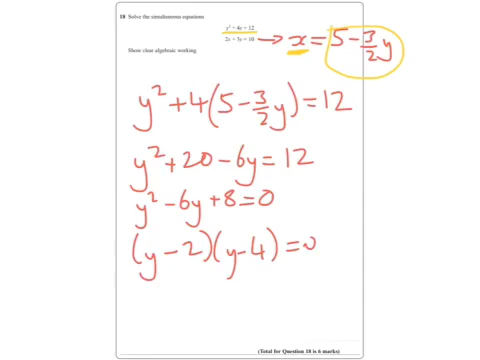 18 Solve the simultaneous equations
y² + 4x = 12
2x + 3y = 10 → x = 5 - 3/2 y
Show clear algebraic working.
y² + 4(5 - 3/2 y) = 12
y² + 20 - 6y = 12
y² - 6y + 8 = 0
(y - 2)(y - 4) = 0
(Total for Question 18 is 6 marks)